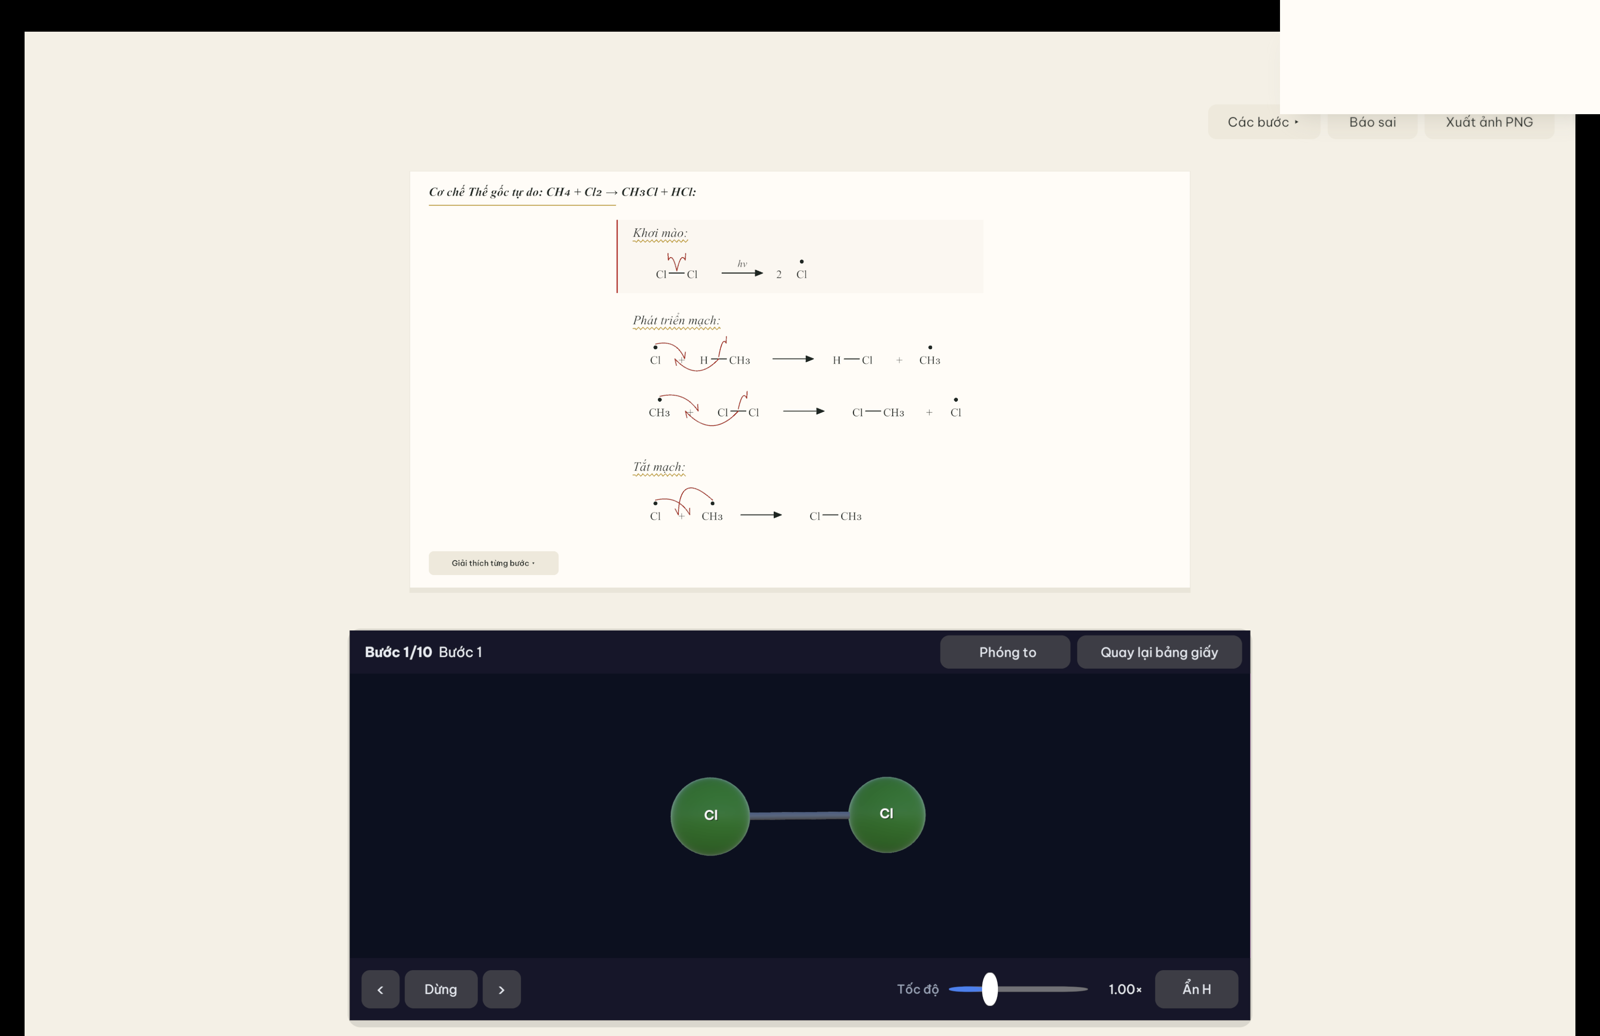 Các bước ‣
Báo sai
Xuất ảnh PNG
Cơ chế Thế gốc tự do: CH4 + Cl2 → CH3Cl + HCl:
Khơi mào:
Cl — Cl hv 2 Cl
Phát triển mạch:
Cl + H — CH3 H — Cl + CH3
CH3 + Cl — Cl Cl — CH3 + Cl
Tắt mạch:
Cl + CH3 Cl — CH3
Giải thích từng bước ‣
Bước 1/10 Bước 1
Phóng to
Quay lại bảng giấy
Cl
Cl
‹
Dừng
›
Tốc độ
1.00×
Ẩn H